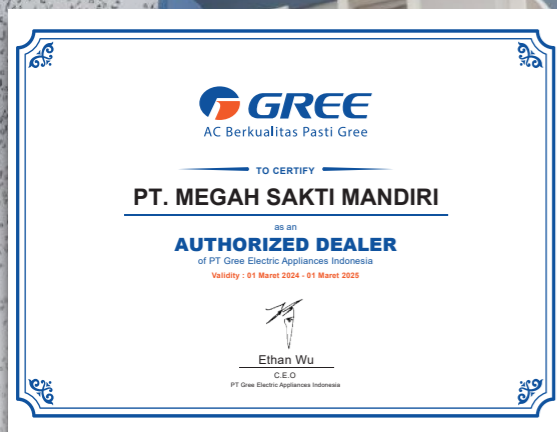 GREE
AC Berkualitas Pasti Gree
TO CERTIFY
PT. MEGAH SAKTI MANDIRI
as an
AUTHORIZED DEALER
of PT Gree Electric Appliances Indonesia
Validity : 01 Maret 2024 - 01 Maret 2025
Ethan Wu
C.E.O
PT Gree Electric Appliances Indonesia